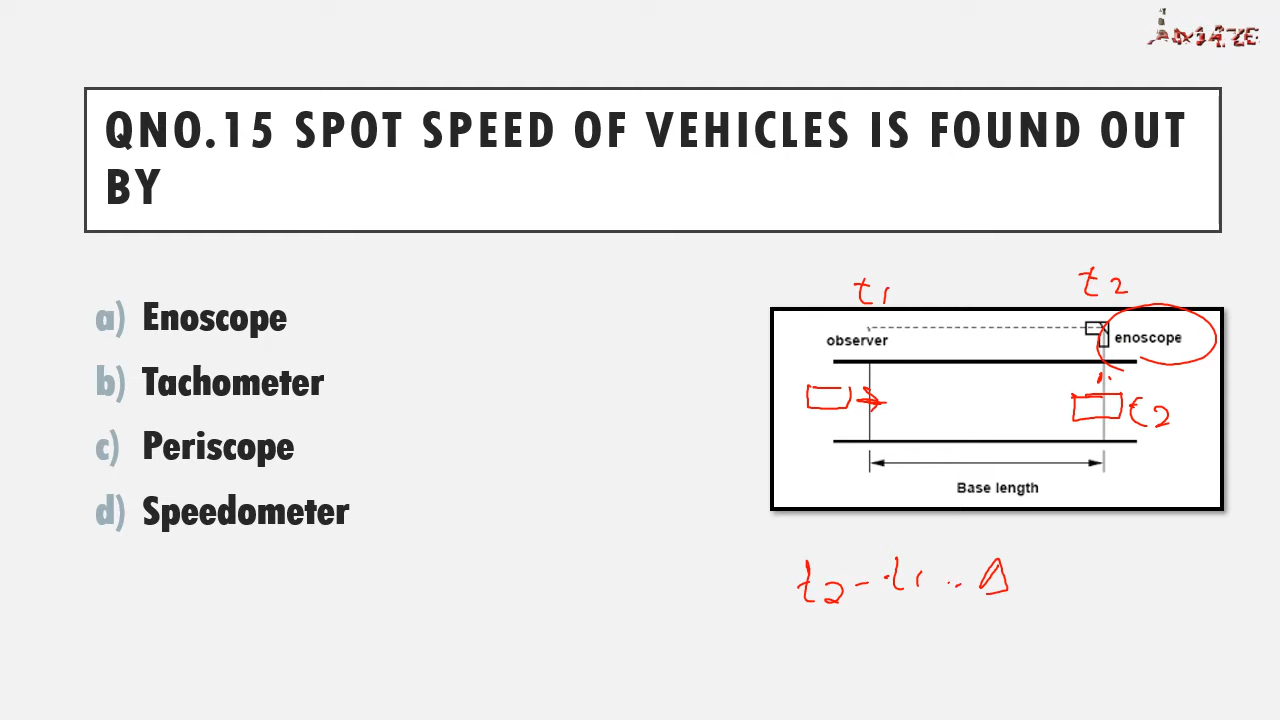 QNO.15 SPOT SPEED OF VEHICLES IS FOUND OUT
BY
a) Enoscope
b) Tachometer
c) Periscope
d) Speedometer
t1
t2
observer
enoscope
t2
Base length
t2 - t1 .. Δ